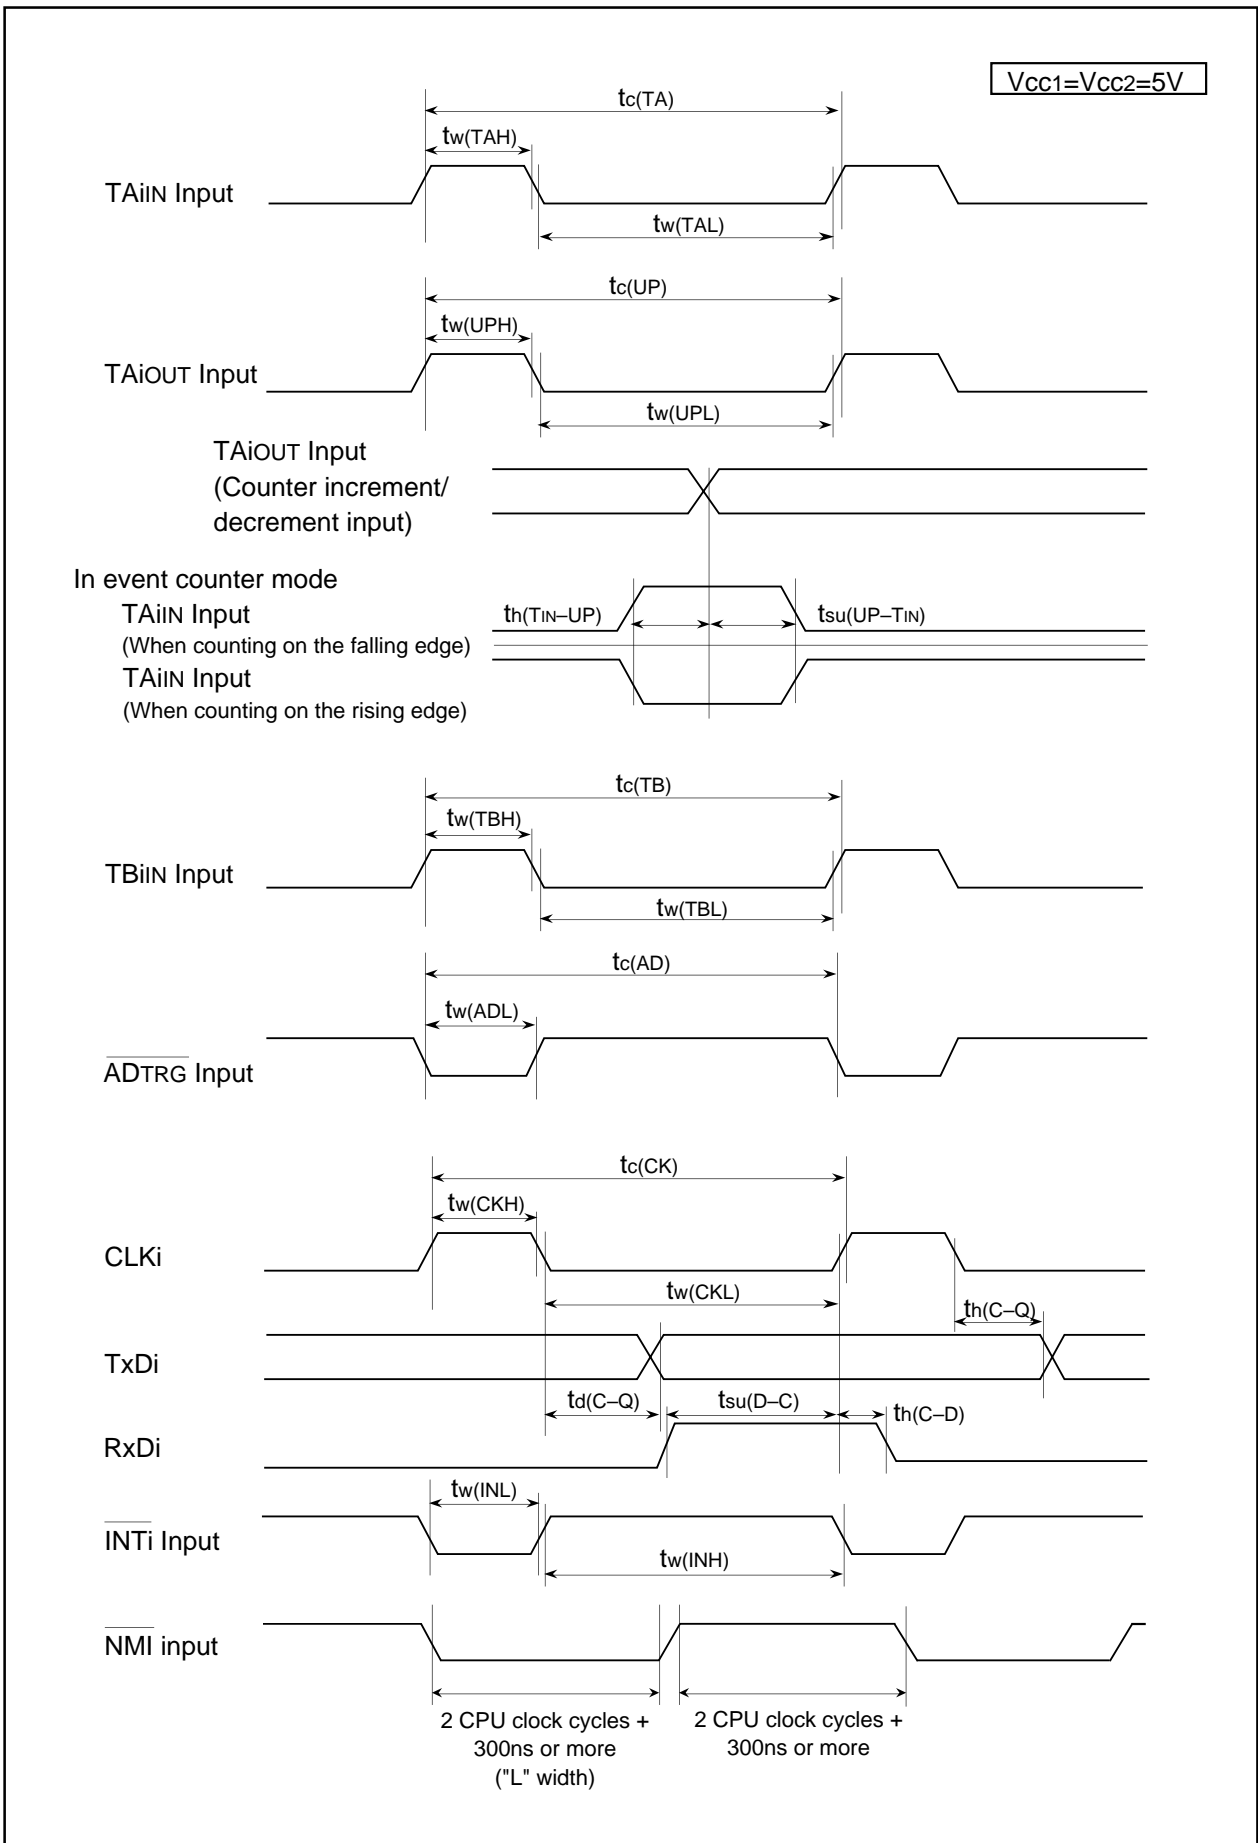 Vcc1=Vcc2=5V
tc(TA)
tw(TAH)
TAiIN Input
tw(TAL)
tc(UP)
tw(UPH)
TAiOUT Input
tw(UPL)
TAiOUT Input
(Counter increment/
decrement input)
In event counter mode
TAiIN Input
(When counting on the falling edge)
th(TIN–UP)
tsu(UP–TIN)
TAiIN Input
(When counting on the rising edge)
tc(TB)
tw(TBH)
TBiIN Input
tw(TBL)
tc(AD)
tw(ADL)
ADTRG Input
tc(CK)
tw(CKH)
CLKi
tw(CKL)
th(C–Q)
TxDi
td(C–Q)
tsu(D–C)
th(C–D)
RxDi
tw(INL)
INTi Input
tw(INH)
NMI input
2 CPU clock cycles +
300ns or more
("L" width)
2 CPU clock cycles +
300ns or more